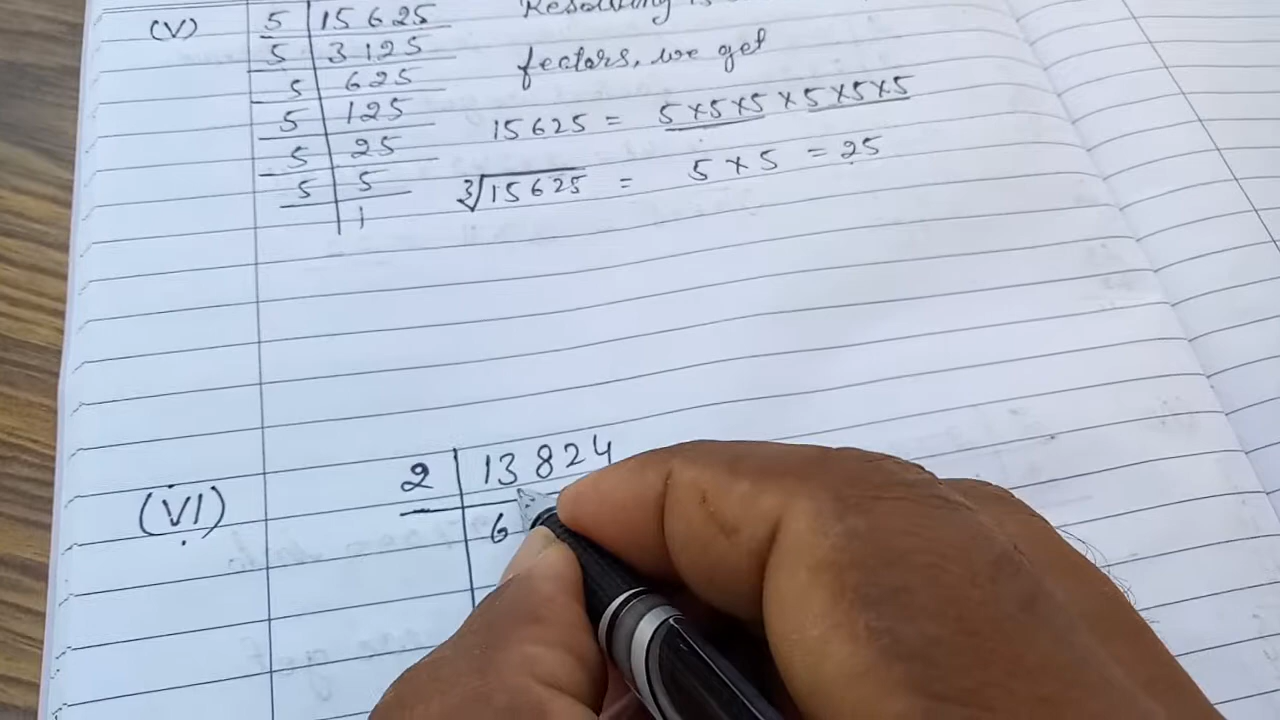 (V) 5 | 15625 Resolving
5 | 3125 fectors, we get
5 | 625
5 | 125 15625 = 5×5×5 × 5×5×5
5 | 25
5 | 5 ∛15625 = 5 × 5 = 25
1
(VI) 2 | 13824
6